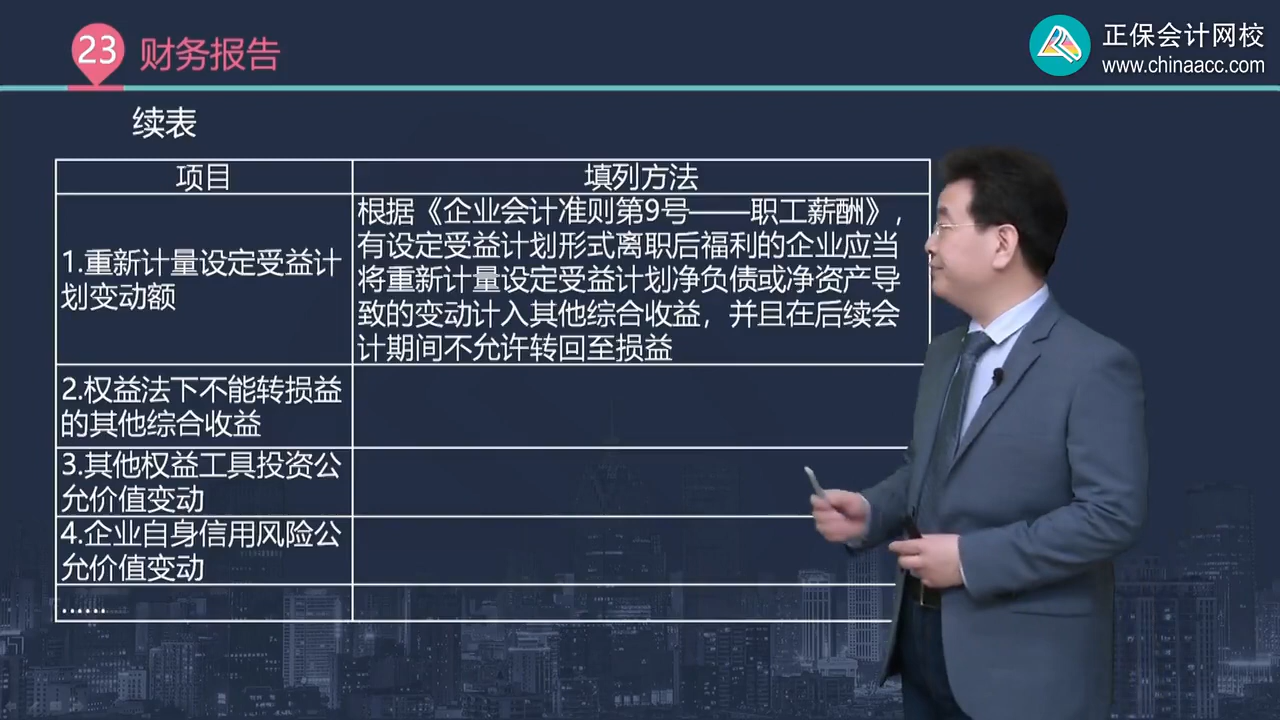 23
财务报告
正保会计网校
www.chinaacc.com
续表
项目
填列方法
1.重新计量设定受益计
划变动额
根据《企业会计准则第9号——职工薪酬》，
有设定受益计划形式离职后福利的企业应当
将重新计量设定受益计划净负债或净资产导
致的变动计入其他综合收益，并且在后续会
计期间不允许转回至损益
2.权益法下不能转损益
的其他综合收益
3.其他权益工具投资公
允价值变动
4.企业自身信用风险公
允价值变动
……